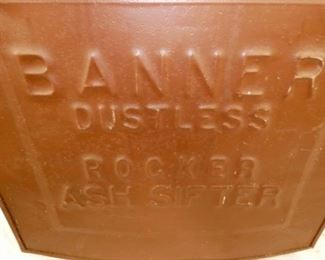 BANNER
DUSTLESS
ROCKER
ASH SIFTER